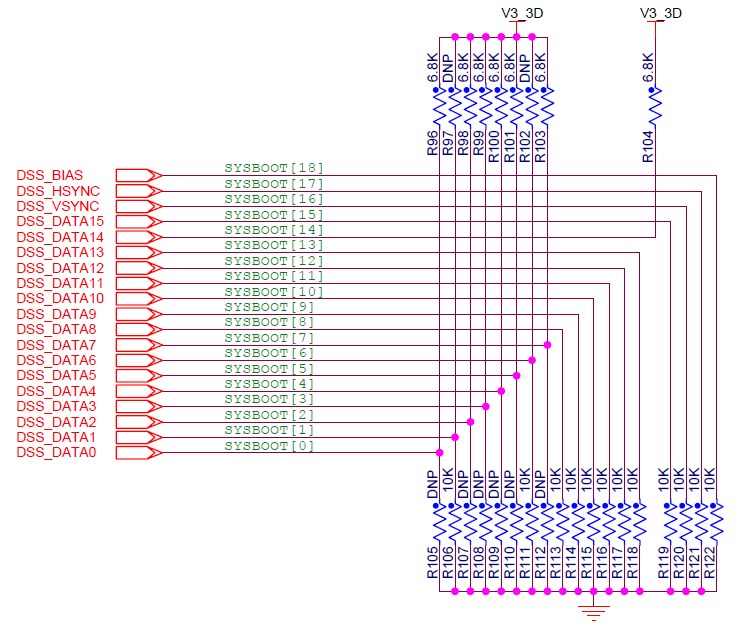 V3_3D
V3_3D
6.8K
DNP
6.8K
6.8K
6.8K
6.8K
DNP
6.8K
6.8K
R96
R97
R98
R99
R100
R101
R102
R103
R104
DSS_BIAS SYSBOOT[18]
DSS_HSYNC SYSBOOT[17]
DSS_VSYNC SYSBOOT[16]
DSS_DATA15 SYSBOOT[15]
DSS_DATA14 SYSBOOT[14]
DSS_DATA13 SYSBOOT[13]
DSS_DATA12 SYSBOOT[12]
DSS_DATA11 SYSBOOT[11]
DSS_DATA10 SYSBOOT[10]
DSS_DATA9 SYSBOOT[9]
DSS_DATA8 SYSBOOT[8]
DSS_DATA7 SYSBOOT[7]
DSS_DATA6 SYSBOOT[6]
DSS_DATA5 SYSBOOT[5]
DSS_DATA4 SYSBOOT[4]
DSS_DATA3 SYSBOOT[3]
DSS_DATA2 SYSBOOT[2]
DSS_DATA1 SYSBOOT[1]
DSS_DATA0 SYSBOOT[0]
DNP
10K
DNP
DNP
DNP
DNP
10K
DNP
10K
10K
10K
10K
10K
10K
10K
10K
10K
10K
R105
R106
R107
R108
R109
R110
R111
R112
R113
R114
R115
R116
R117
R118
R119
R120
R121
R122